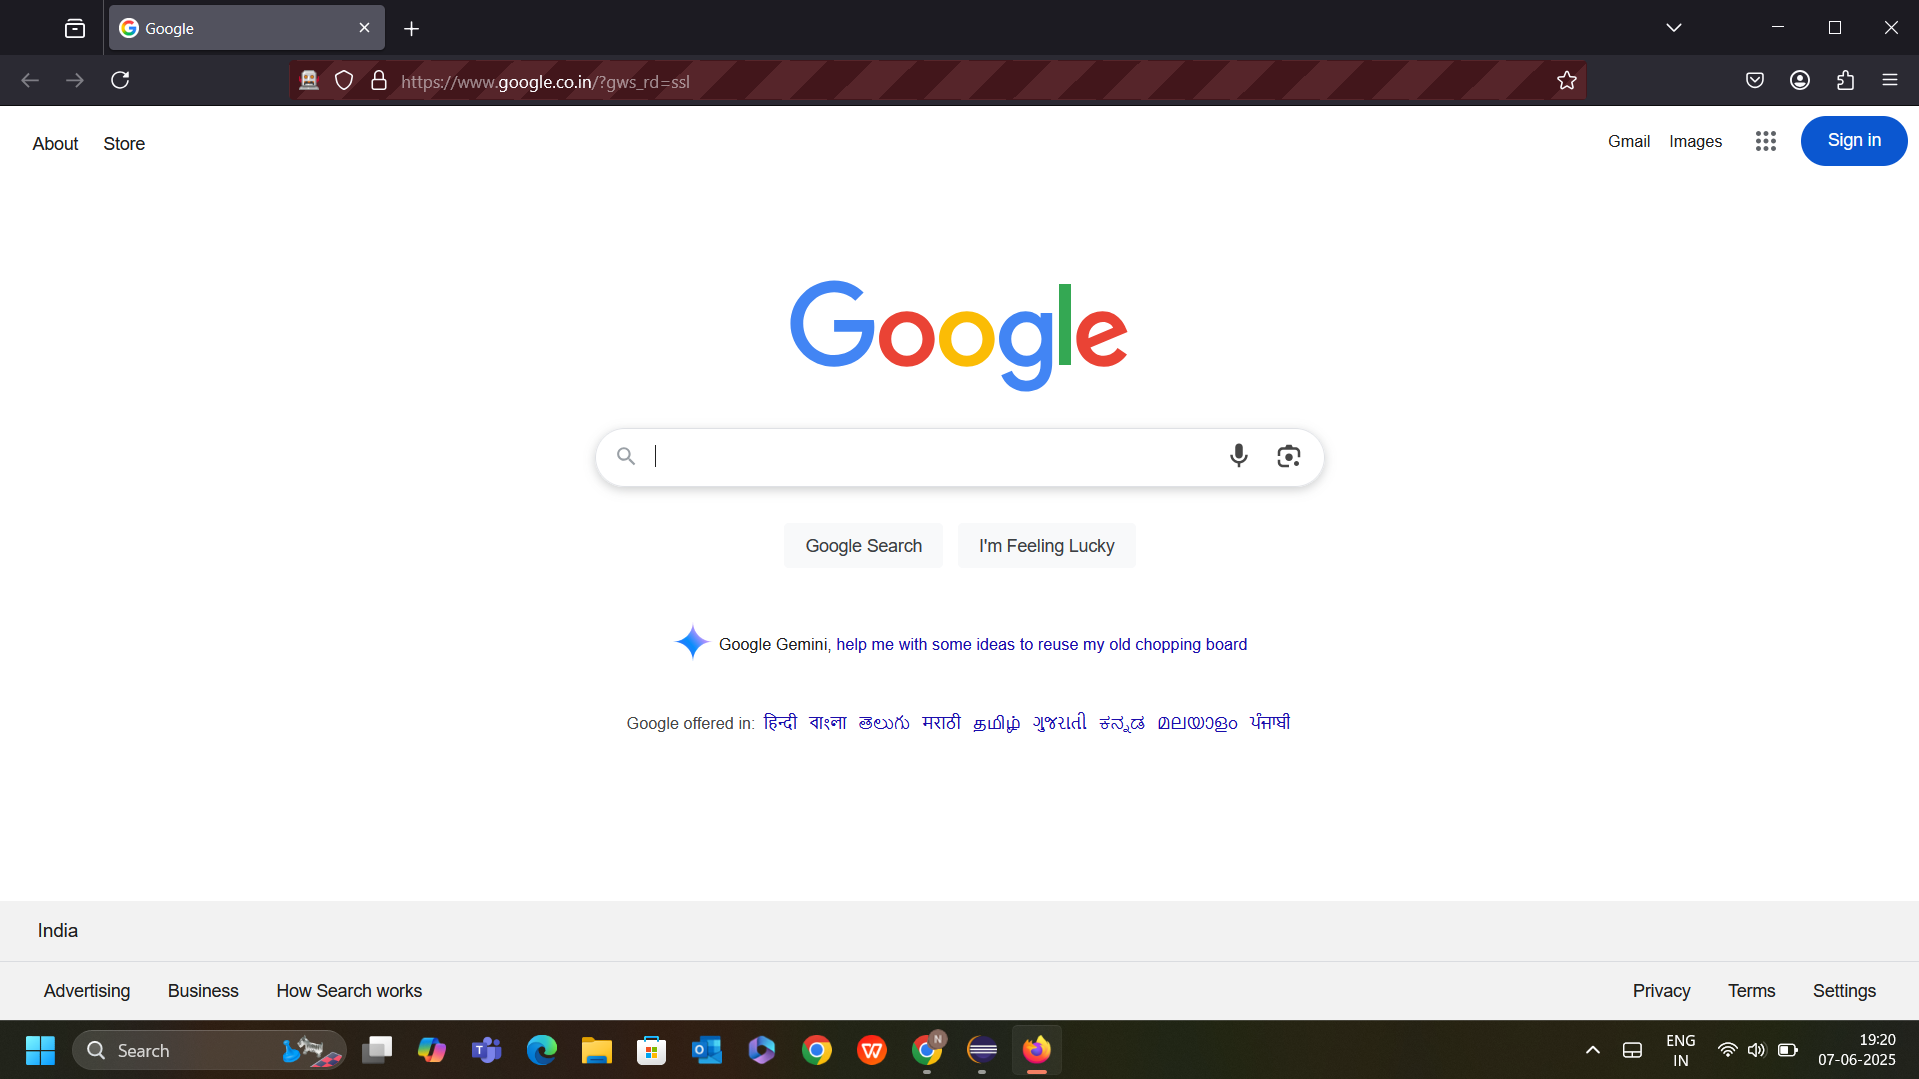 Google
https://www.google.co.in/?gws_rd=ssl
About Store
Gmail Images Sign in
Google
Google Search I'm Feeling Lucky
Google Gemini, help me with some ideas to reuse my old chopping board
Google offered in: हिन्दी বাংলা తెలుగు मराठी தமிழ் ગુજરાતી ಕನ್ನಡ മലയാളം ਪੰਜਾਬੀ
India
Advertising Business How Search works
Privacy Terms Settings
Search
N
ENG
IN
19:20
07-06-2025